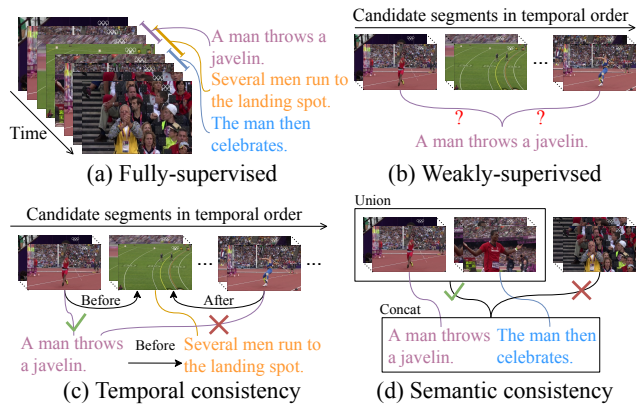 A man throws a
javelin.
Several men run to
the landing spot.
The man then
celebrates.
Time
(a) Fully-supervised
Candidate segments in temporal order
...
? ?
A man throws a javelin.
(b) Weakly-superivsed
Candidate segments in temporal order
... ...
Before After
A man throws
a javelin.
Before
Several men run to
the landing spot.
(c) Temporal consistency
Union
...
Concat
A man throws
a javelin.
The man then
celebrates.
(d) Semantic consistency